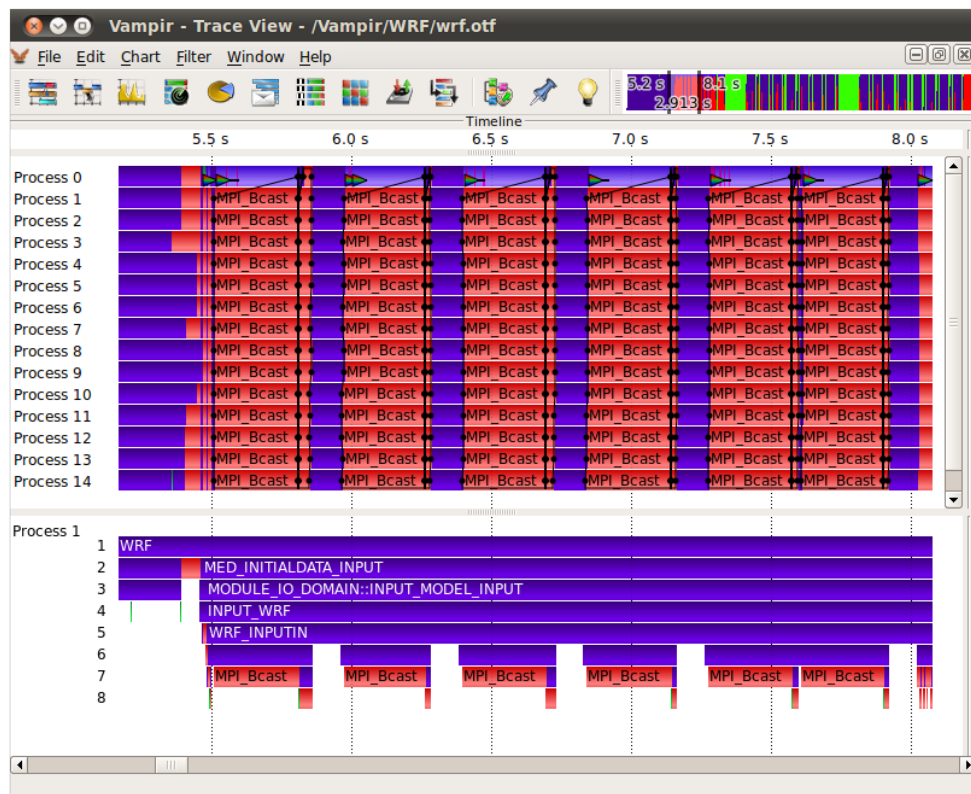 Vampir - Trace View - /Vampir/WRF/wrf.otf
File Edit Chart Filter Window Help
5.2 s 8.1 s
2.913 s
Timeline
5.5 s 6.0 s 6.5 s 7.0 s 7.5 s 8.0 s
Process 0
Process 1 MPI_Bcast MPI_Bcast MPI_Bcast MPI_Bcast MPI_Bcast MPI_Bcast
Process 2 MPI_Bcast MPI_Bcast MPI_Bcast MPI_Bcast MPI_Bcast MPI_Bcast
Process 3 MPI_Bcast MPI_Bcast MPI_Bcast MPI_Bcast MPI_Bcast MPI_Bcast
Process 4 MPI_Bcast MPI_Bcast MPI_Bcast MPI_Bcast MPI_Bcast MPI_Bcast
Process 5 MPI_Bcast MPI_Bcast MPI_Bcast MPI_Bcast MPI_Bcast MPI_Bcast
Process 6 MPI_Bcast MPI_Bcast MPI_Bcast MPI_Bcast MPI_Bcast MPI_Bcast
Process 7 MPI_Bcast MPI_Bcast MPI_Bcast MPI_Bcast MPI_Bcast MPI_Bcast
Process 8 MPI_Bcast MPI_Bcast MPI_Bcast MPI_Bcast MPI_Bcast MPI_Bcast
Process 9 MPI_Bcast MPI_Bcast MPI_Bcast MPI_Bcast MPI_Bcast MPI_Bcast
Process 10 MPI_Bcast MPI_Bcast MPI_Bcast MPI_Bcast MPI_Bcast MPI_Bcast
Process 11 MPI_Bcast MPI_Bcast MPI_Bcast MPI_Bcast MPI_Bcast MPI_Bcast
Process 12 MPI_Bcast MPI_Bcast MPI_Bcast MPI_Bcast MPI_Bcast MPI_Bcast
Process 13 MPI_Bcast MPI_Bcast MPI_Bcast MPI_Bcast MPI_Bcast MPI_Bcast
Process 14 MPI_Bcast MPI_Bcast MPI_Bcast MPI_Bcast MPI_Bcast MPI_Bcast
Process 1
1 WRF
2 MED_INITIALDATA_INPUT
3 MODULE_IO_DOMAIN::INPUT_MODEL_INPUT
4 INPUT_WRF
5 WRF_INPUTIN
6
7 MPI_Bcast MPI_Bcast MPI_Bcast MPI_Bcast MPI_Bcast MPI_Bcast
8